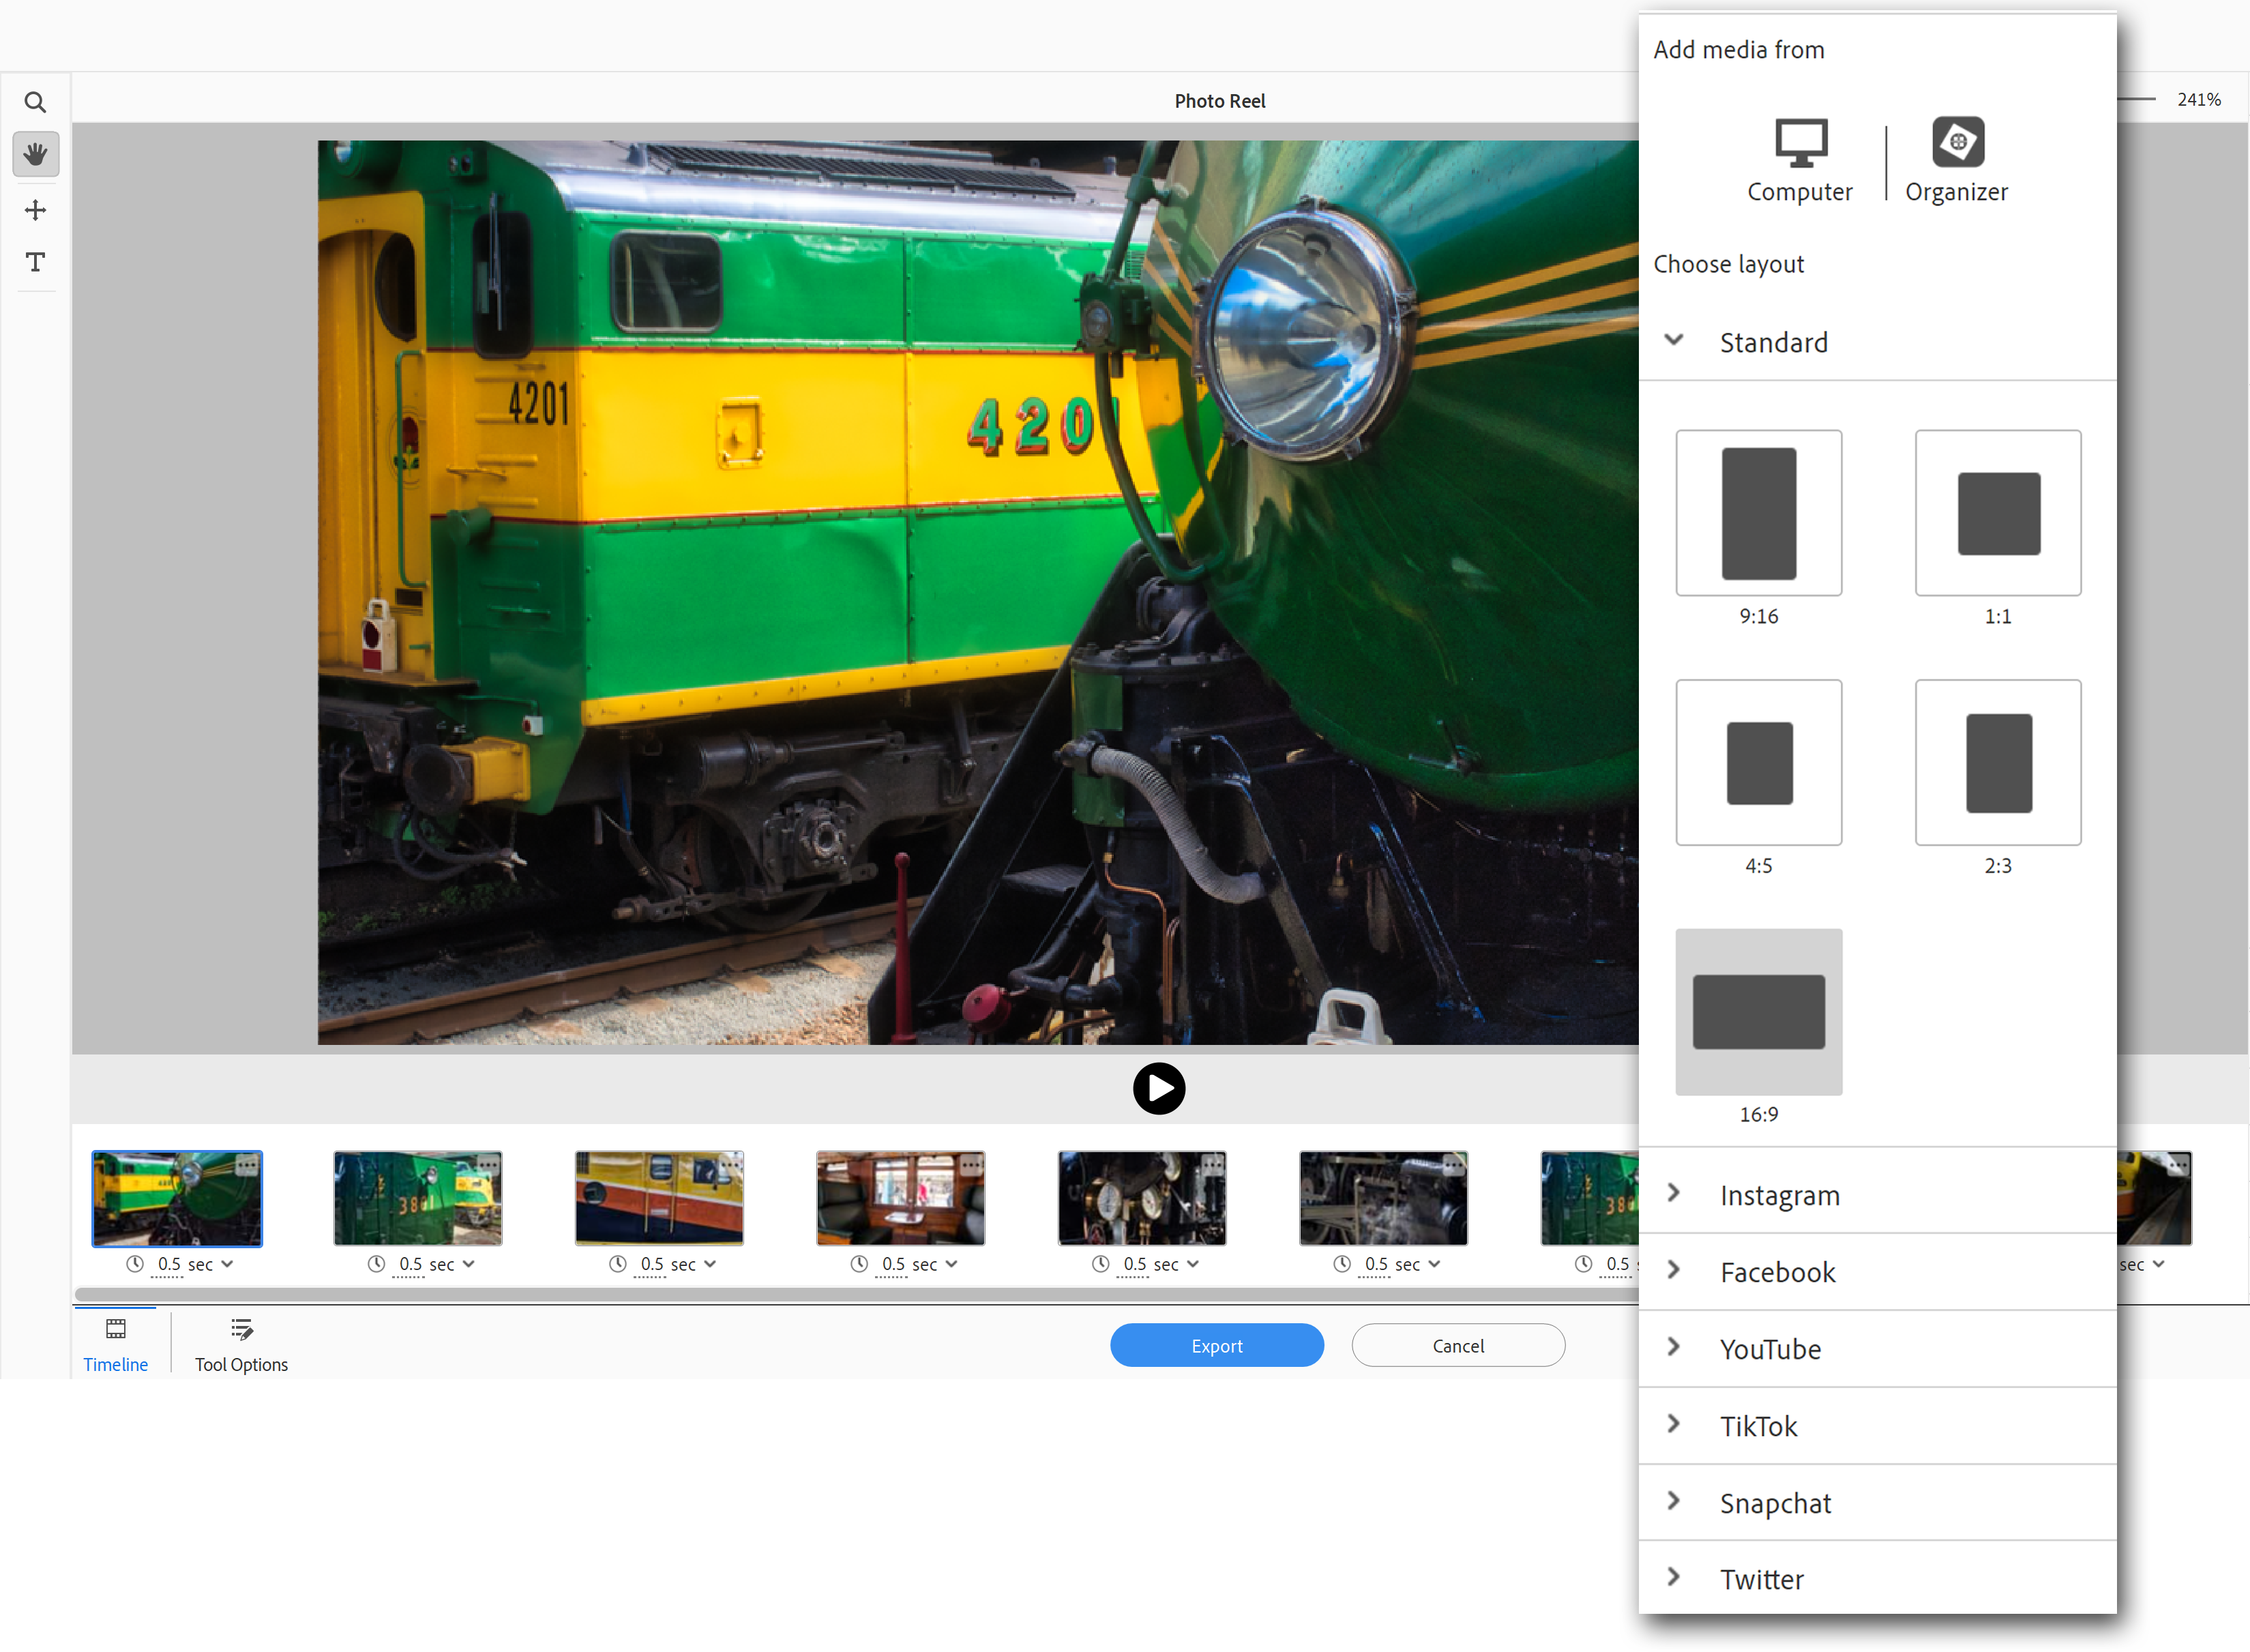 Photo Reel
241%
4201
420
3801
380
0.5 sec
0.5 sec
0.5 sec
0.5 sec
0.5 sec
0.5 sec
0.5
sec
Timeline
Tool Options
Export
Cancel
Add media from
Computer
Organizer
Choose layout
Standard
9:16
1:1
4:5
2:3
16:9
Instagram
Facebook
YouTube
TikTok
Snapchat
Twitter